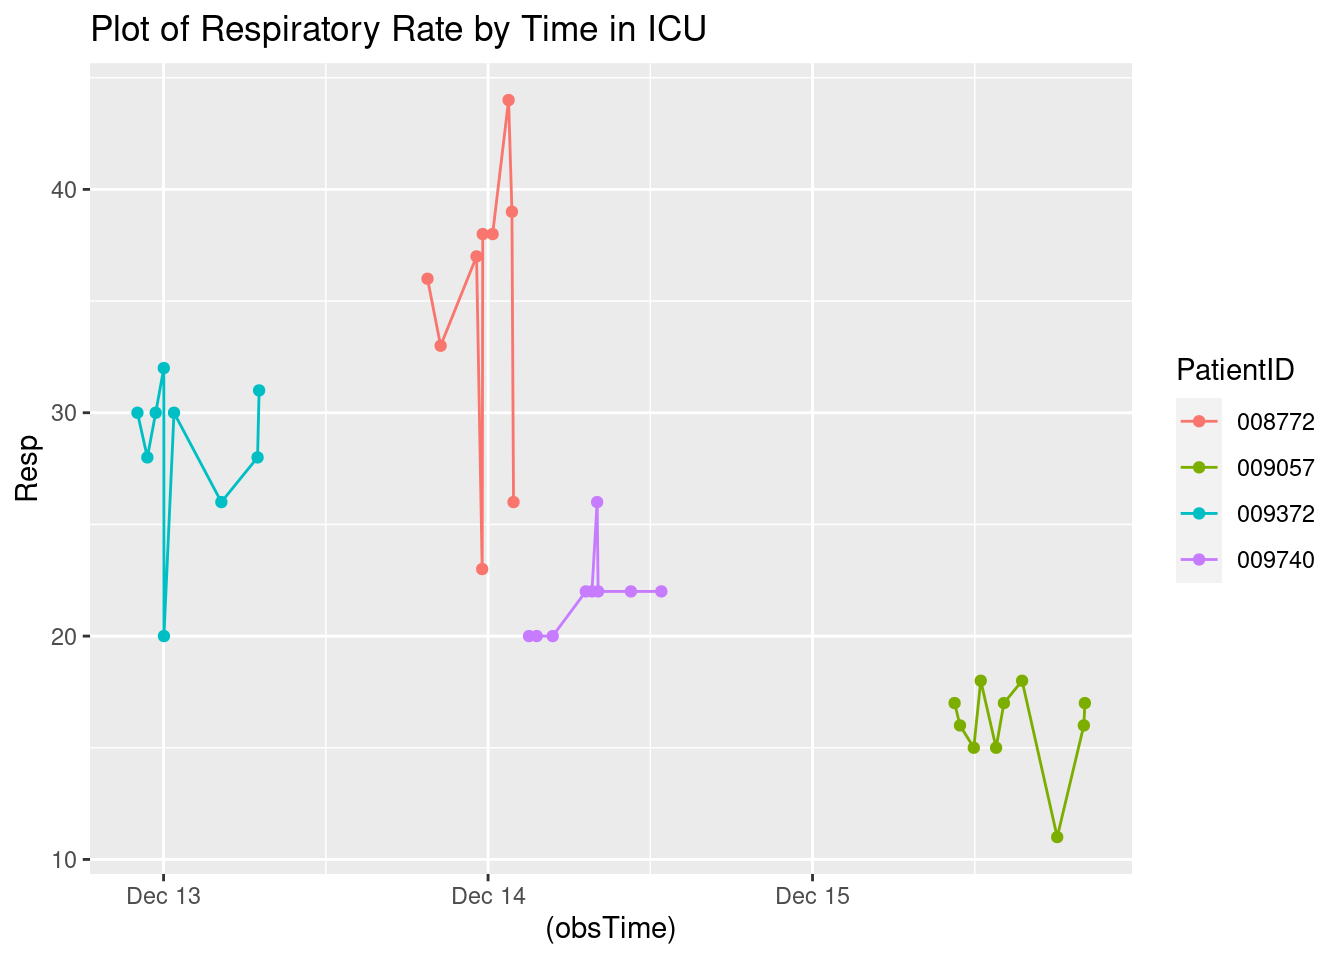 Plot of Respiratory Rate by Time in ICU
Resp
40
30
20
10
Dec 13
Dec 14
Dec 15
(obsTime)
PatientID
008772
009057
009372
009740